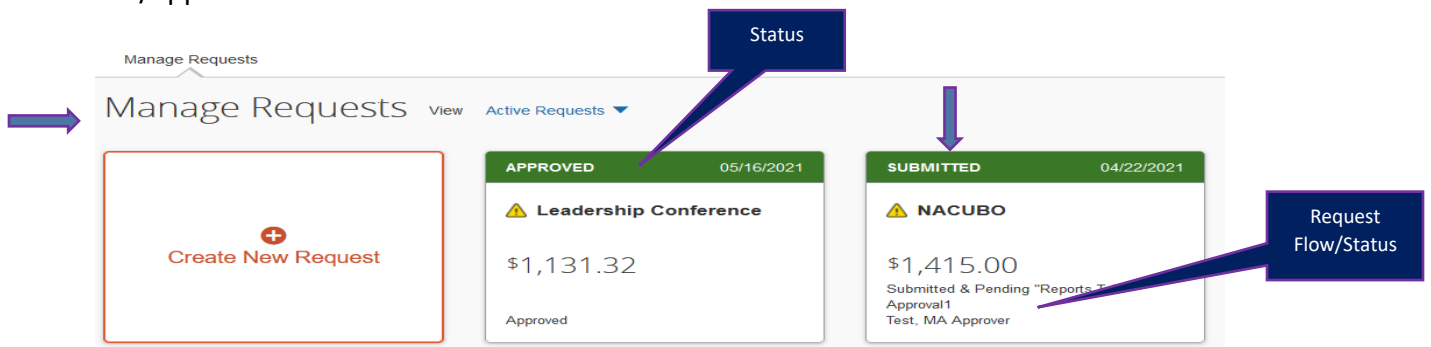 Status
Manage Requests
Manage Requests View Active Requests
APPROVED 05/16/2021
Leadership Conference
$1,131.32
Approved
SUBMITTED 04/22/2021
NACUBO
$1,415.00
Submitted & Pending "Reports
Approval1
Test, MA Approver
Create New Request
Request
Flow/Status